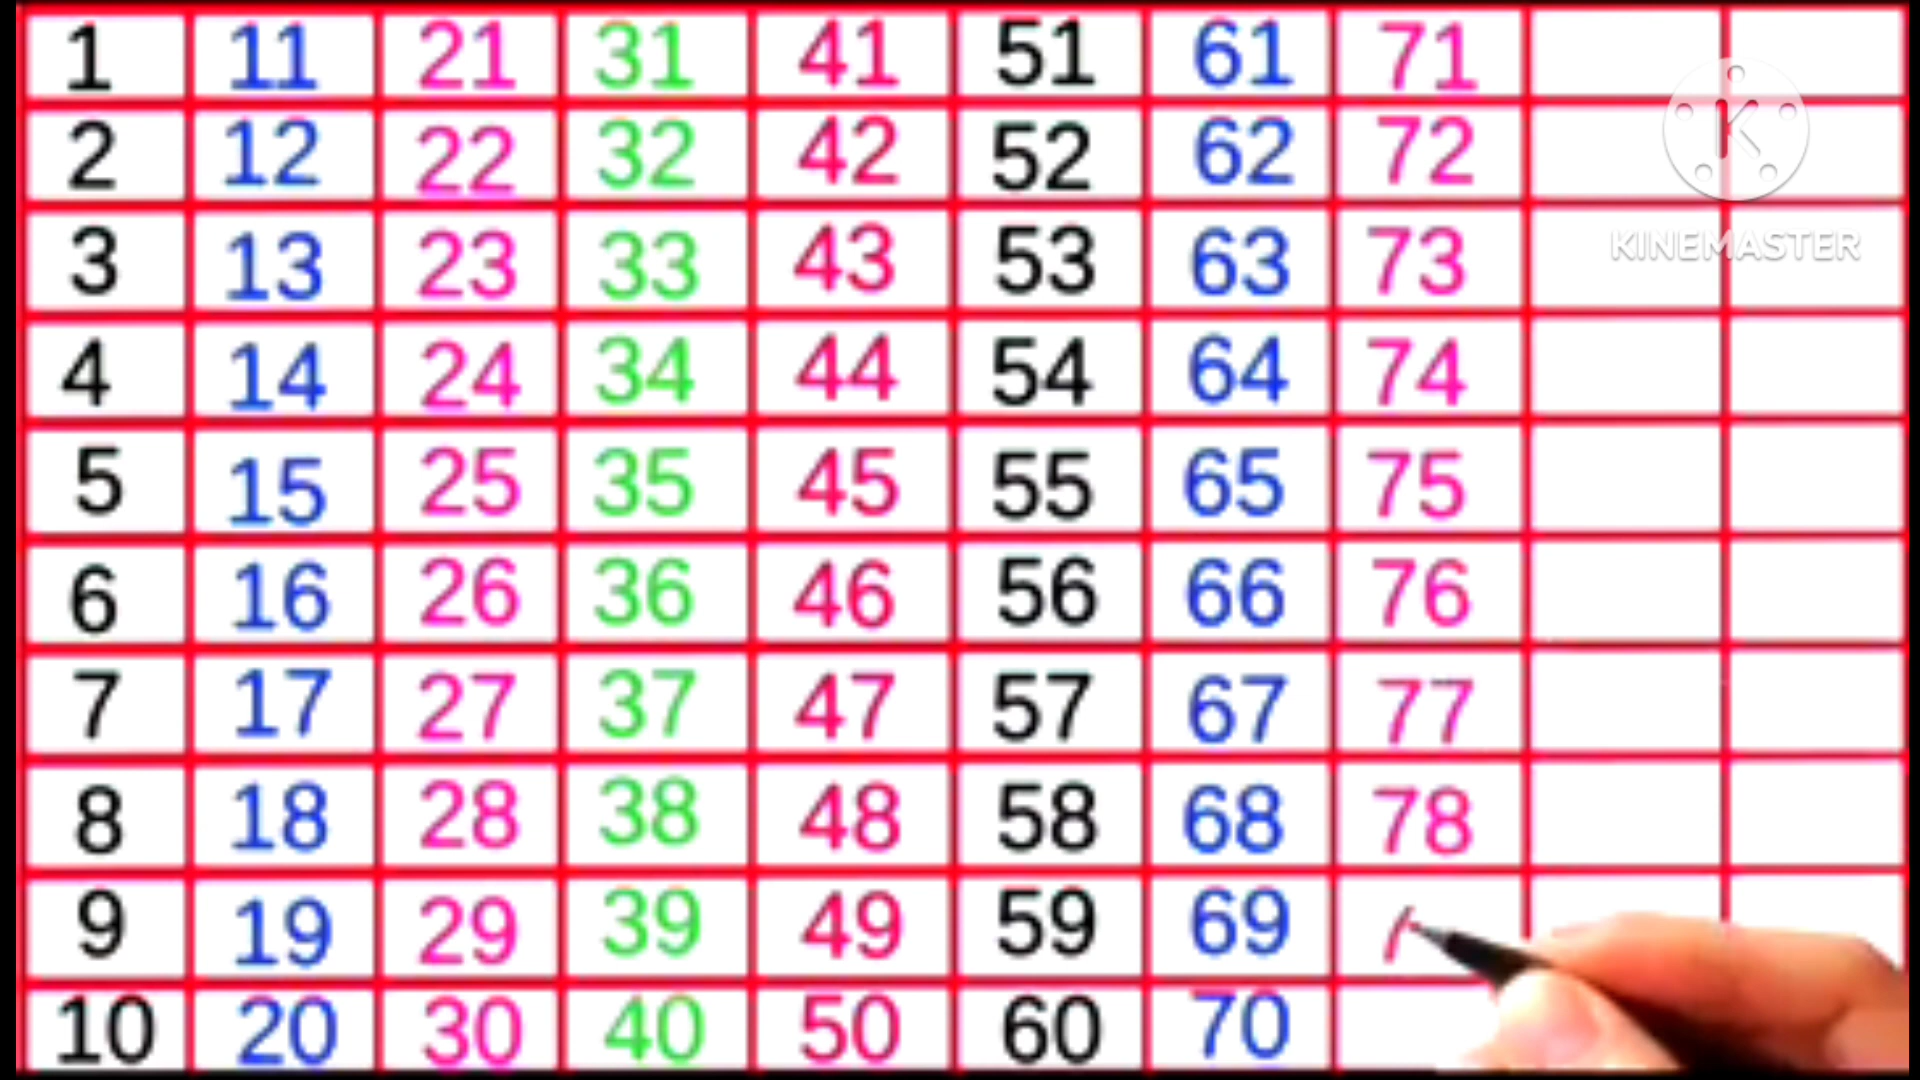 1 11 21 31 41 51 61 71
2 12 22 32 42 52 62 72
3 13 23 33 43 53 63 73
4 14 24 34 44 54 64 74
5 15 25 35 45 55 65 75
6 16 26 36 46 56 66 76
7 17 27 37 47 57 67 77
8 18 28 38 48 58 68 78
9 19 29 39 49 59 69
10 20 30 40 50 60 70
K
KINEMASTER